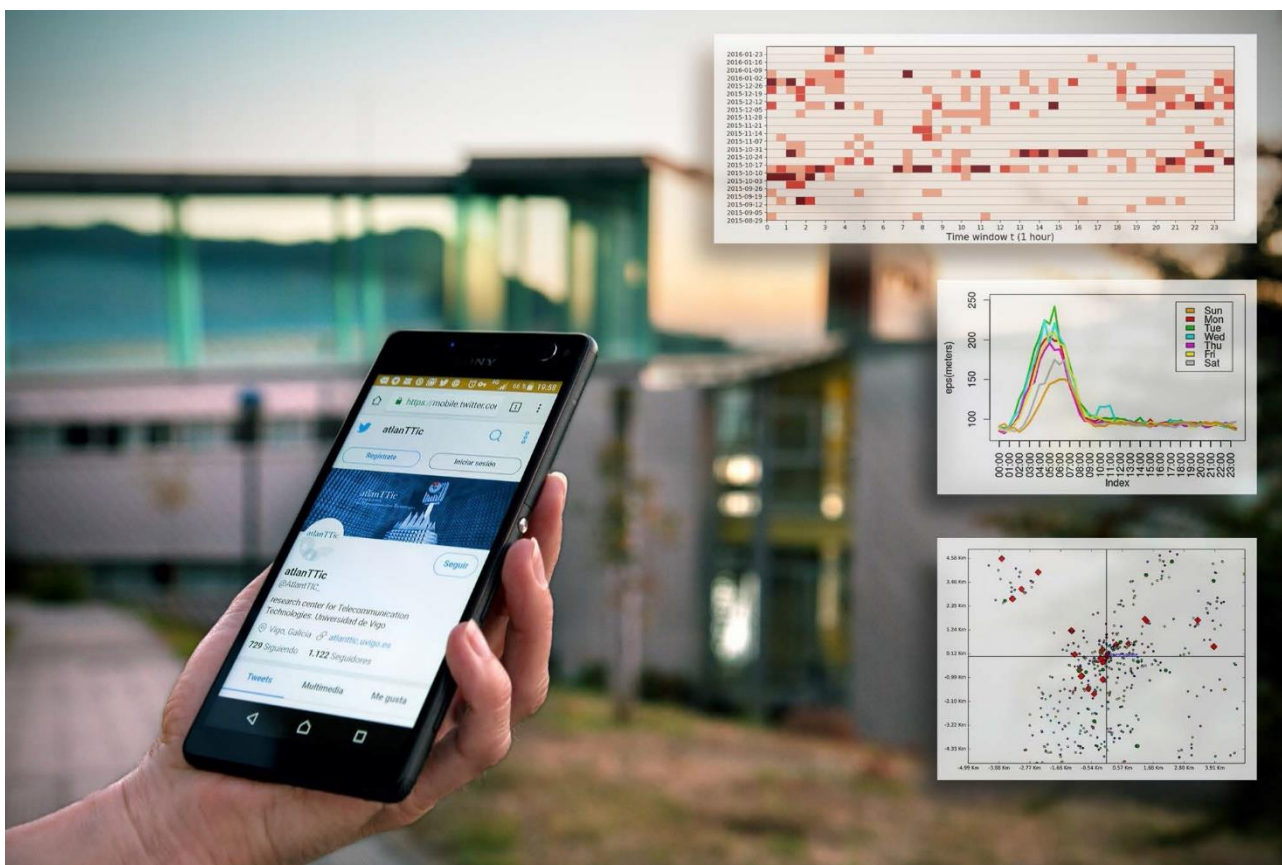 SONY
66 % 19:58
https://mobile.twitter.co
1
atlanTTic
Regístrate
Iniciar sesión
atlanTTic
atlanTTic
Seguir
atlanTTic
@AtlantTIC_
research center for Telecommunication
Technologies. Universidad de Vigo
Vigo, Galicia atlanttic.uvigo.es
729 Siguiendo 1.122 Seguidores
Tweets Multimedia Me gusta
2016-01-23
2016-01-16
2016-01-09
2016-01-02
2015-12-26
2015-12-19
2015-12-12
2015-12-05
2015-11-28
2015-11-21
2015-11-14
2015-11-07
2015-10-31
2015-10-24
2015-10-17
2015-10-10
2015-10-03
2015-09-26
2015-09-19
2015-09-12
2015-09-05
2015-08-29
0 1 2 3 4 5 6 7 8 9 10 11 12 13 14 15 16 17 18 19 20 21 22 23
Time window t (1 hour)
eps(meters)
250
200
150
100
Sun
Mon
Tue
Wed
Thu
Fri
Sat
00:00 01:00 02:00 03:00 04:00 05:00 06:00 07:00 08:00 09:00 10:00 11:00 12:00 13:00 14:00 15:00 16:00 17:00 18:00 19:00 20:00 21:00 22:00 23:00
Index
4.58 Km
3.46 Km
2.35 Km
1.24 Km
0.12 Km
-0.99 Km
-2.10 Km
-3.22 Km
-4.33 Km
-4.99 Km -3.88 Km -2.77 Km -1.66 Km -0.54 Km 0.57 Km 1.68 Km 2.80 Km 3.91 Km